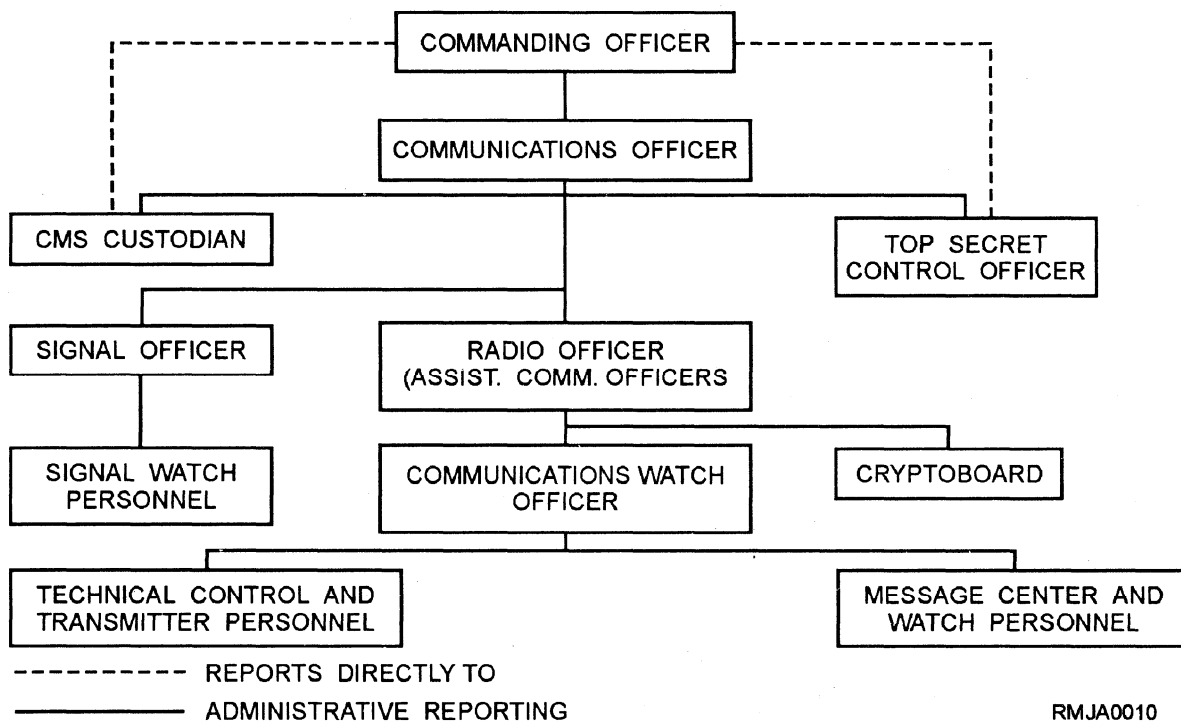 COMMANDING OFFICER
COMMUNICATIONS OFFICER
CMS CUSTODIAN
TOP SECRET
CONTROL OFFICER
SIGNAL OFFICER
RADIO OFFICER
(ASSIST. COMM. OFFICERS
SIGNAL WATCH
PERSONNEL
COMMUNICATIONS WATCH
OFFICER
CRYPTOBOARD
TECHNICAL CONTROL AND
TRANSMITTER PERSONNEL
MESSAGE CENTER AND
WATCH PERSONNEL
REPORTS DIRECTLY TO
ADMINISTRATIVE REPORTING
RMJA0010